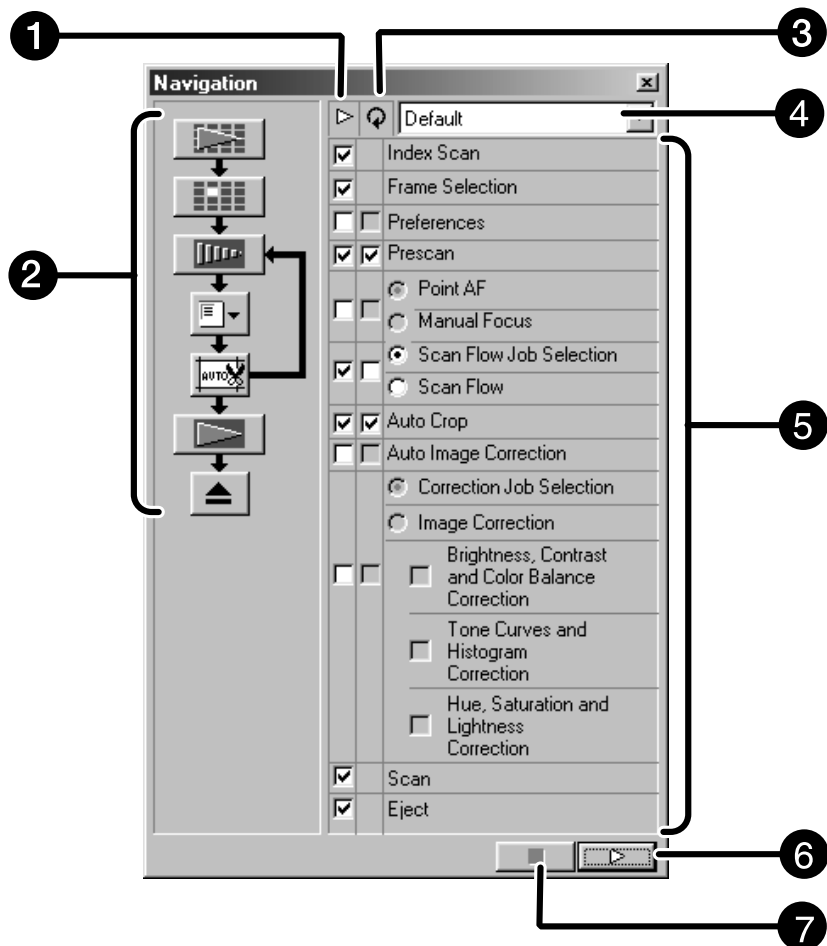 1
3
Navigation
Default
4
Index Scan
Frame Selection
Preferences
Prescan
2
Point AF
Manual Focus
Scan Flow Job Selection
AUTO
Scan Flow
Auto Crop
5
Auto Image Correction
Correction Job Selection
Image Correction
Brightness, Contrast
and Color Balance
Correction
Tone Curves and
Histogram
Correction
Hue, Saturation and
Lightness
Correction
Scan
Eject
6
7